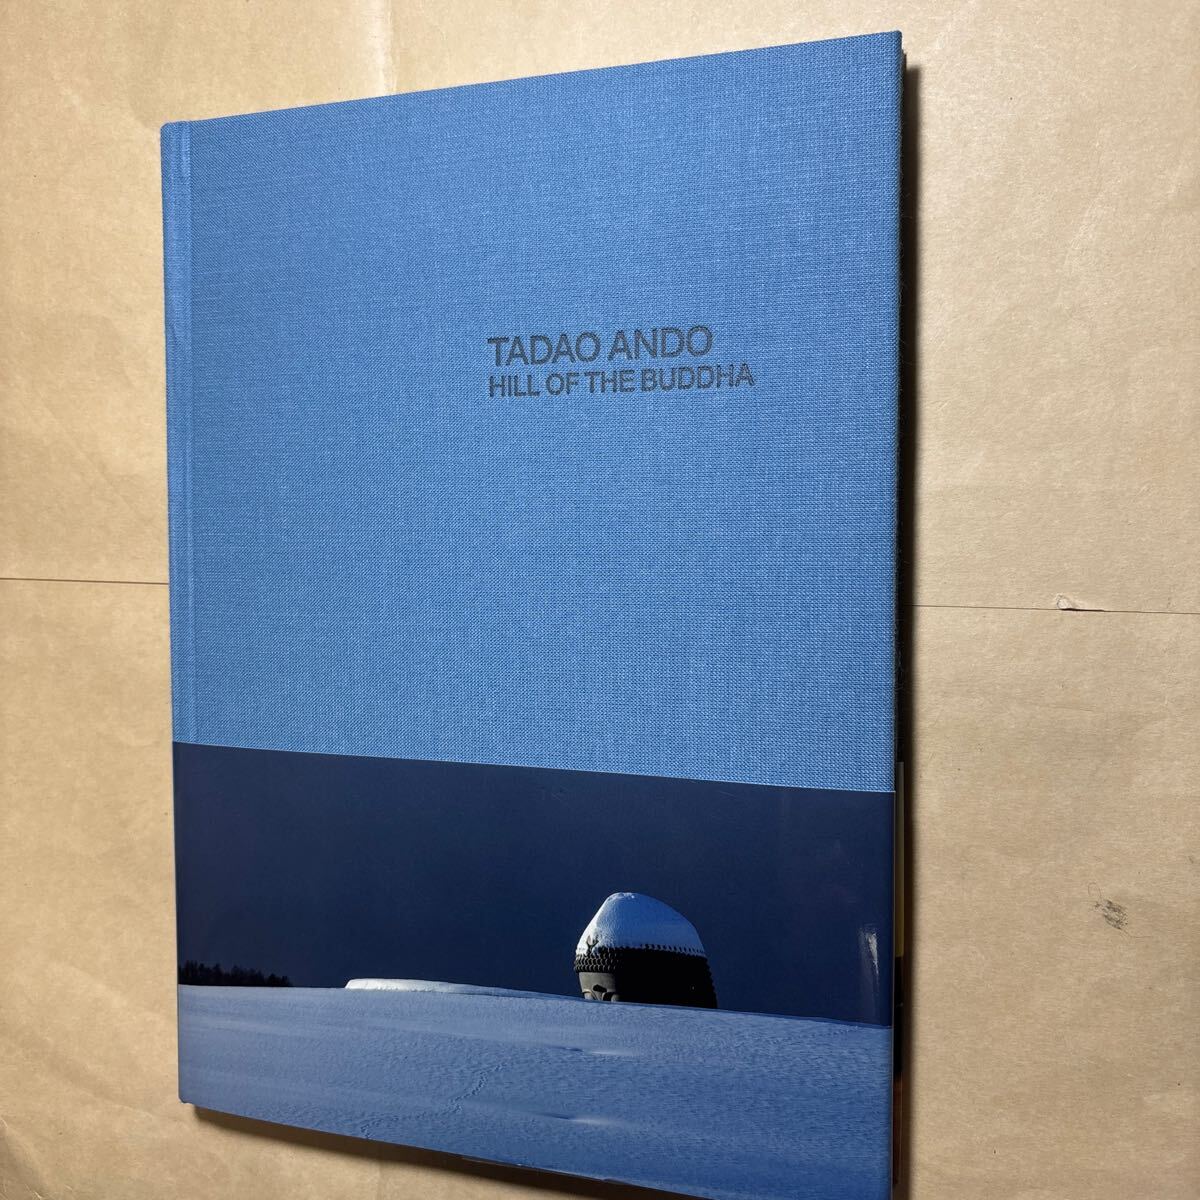 TADAO ANDO
HILL OF THE BUDDHA